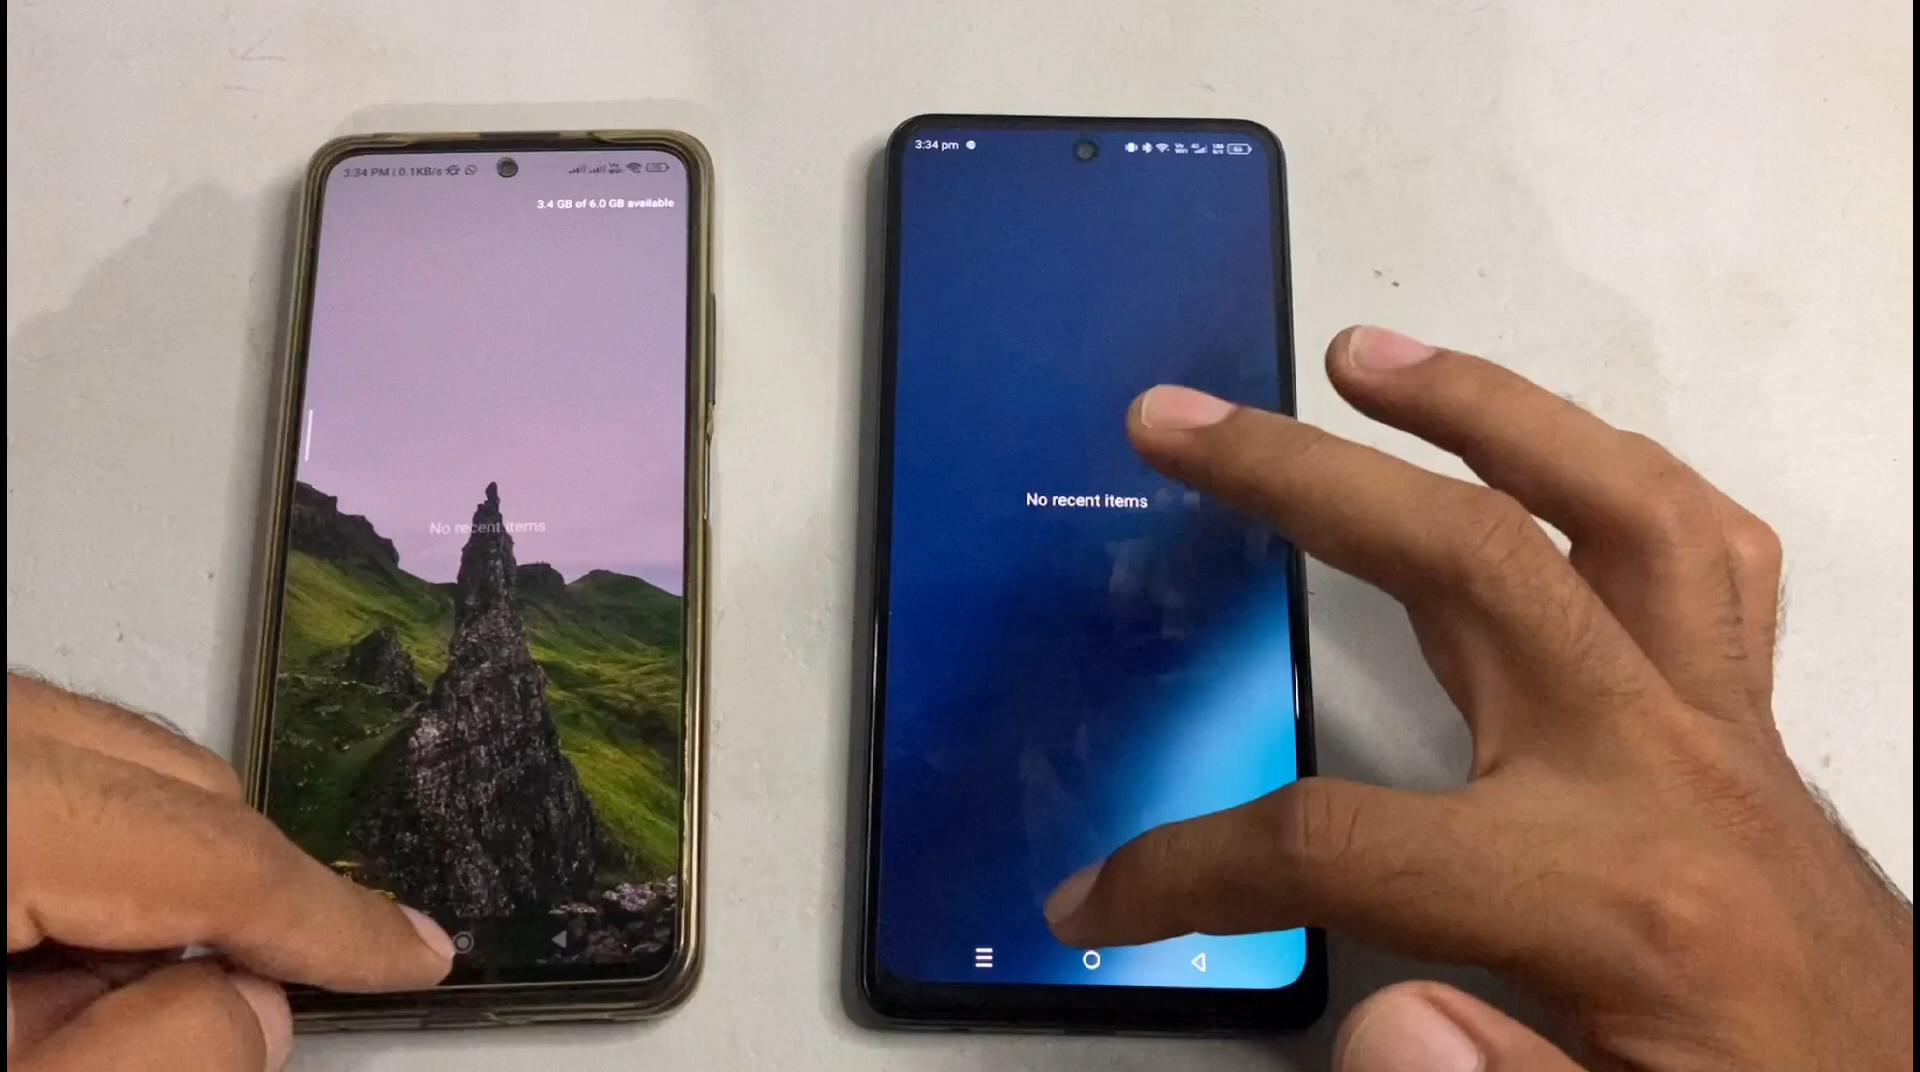 3:34 PM | 0.1KB/s
3.4 GB of 6.0 GB available
No recent items
3:34 pm
No recent items